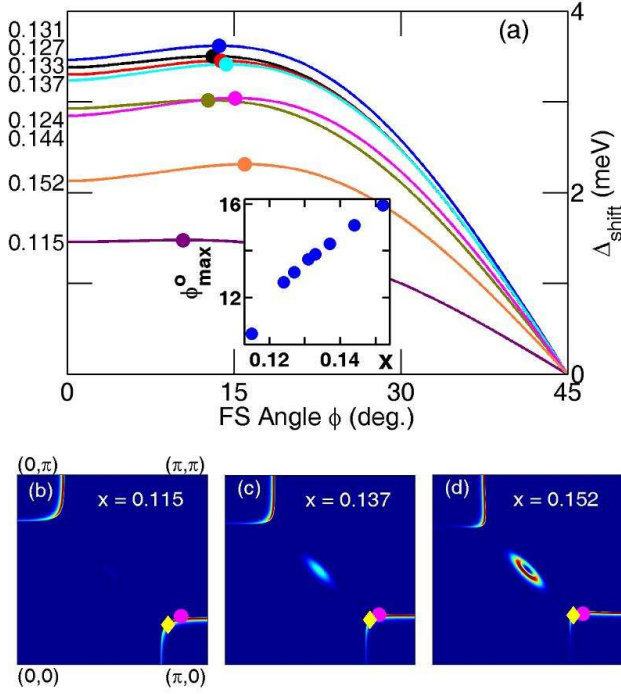 (a)
4
0.131
0.127
0.133
0.137
0.124
0.144
0.152
0.115
2
0
Δshift (meV)
16
12
ϕ°max
0.12 0.14 X
0 15 30 45
FS Angle ϕ (deg.)
(0,π) (π,π)
(b) x = 0.115
(c) x = 0.137
(d) x = 0.152
(0,0) (π,0)